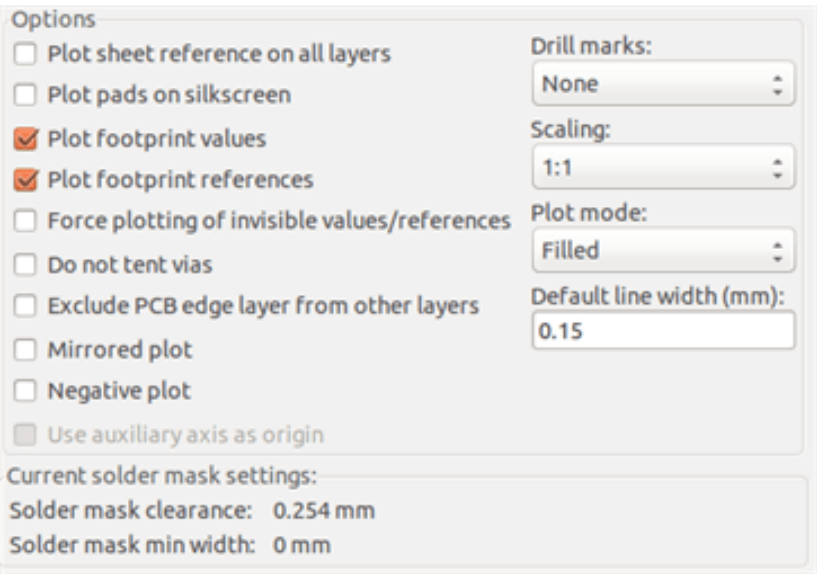 Options
Plot sheet reference on all layers
Plot pads on silkscreen
Plot footprint values
Plot footprint references
Force plotting of invisible values/references
Do not tent vias
Exclude PCB edge layer from other layers
Mirrored plot
Negative plot
Use auxiliary axis as origin
Drill marks:
None
Scaling:
1:1
Plot mode:
Filled
Default line width (mm):
0.15
Current solder mask settings:
Solder mask clearance: 0.254 mm
Solder mask min width: 0 mm